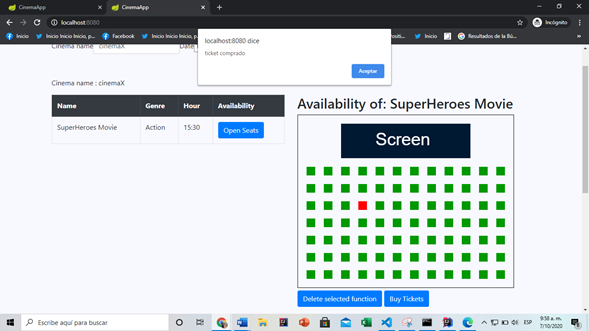 CinemaApp
CinemaApp
localhost:8080
Incógnito
Inicio
Inicio Inicio Inicio, p...
Facebook
Inicio Inicio Inicio, p...
Inicio
Resultados de la Bú...
localhost:8080 dice
ticket comprado
Aceptar
Cinema name
cinemaX
Date
Cinema name : cinemaX
Name Genre Hour Availability
SuperHeroes Movie Action 15:30 Open Seats
Availability of: SuperHeroes Movie
Screen
Delete selected function Buy Tickets
Escribe aquí para buscar
ESP
9:58 a. m.
7/10/2020